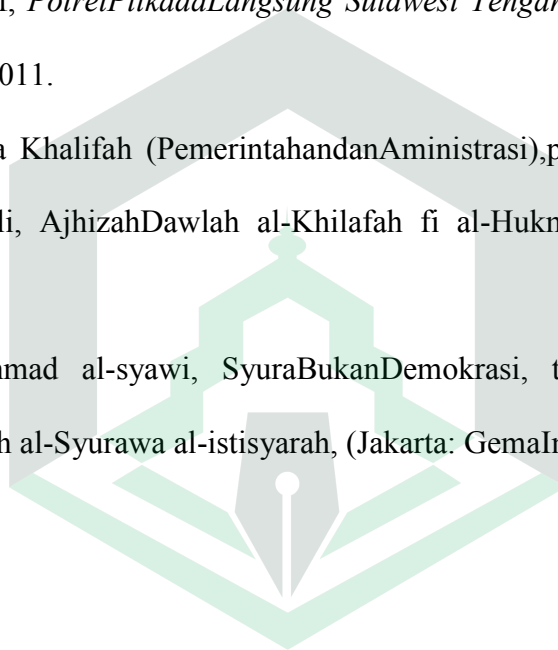 PotretPilkadaLangsung Sulawesi Tengah
011.
a Khalifah (PemerintahandanAministrasi),p
li, AjhizahDawlah al-Khilafah fi al-Hukm
mad al-syawi, SyuraBukanDemokrasi, t
h al-Syurawa al-istisyarah, (Jakarta: GemaIn